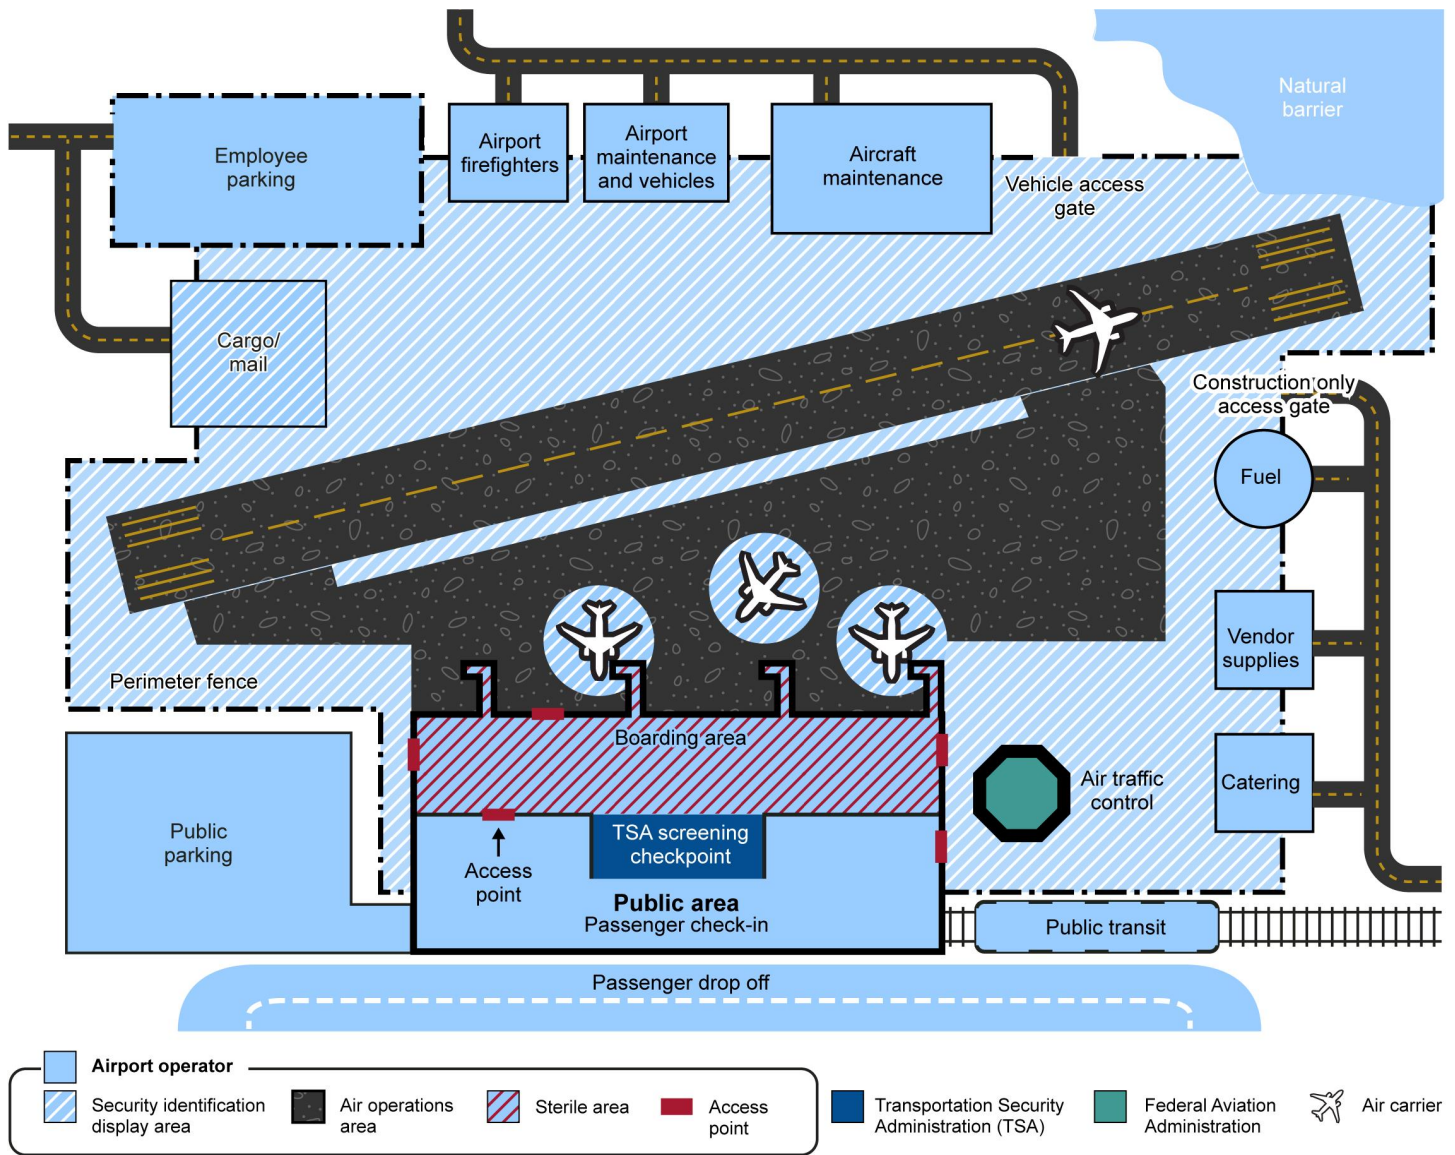 Natural
barrier
Employee
parking
Airport
firefighters
Airport
maintenance
and vehicles
Aircraft
maintenance
Vehicle access
gate
Cargo/
mail
Construction only
access gate
Fuel
Vendor
supplies
Perimeter fence
Boarding area
Air traffic
control
Catering
Public
parking
TSA screening
checkpoint
Access
point
Public area
Passenger check-in
Public transit
Passenger drop off
Airport operator
Security identification
display area
Air operations
area
Sterile area
Access
point
Transportation Security
Administration (TSA)
Federal Aviation
Administration
Air carrier